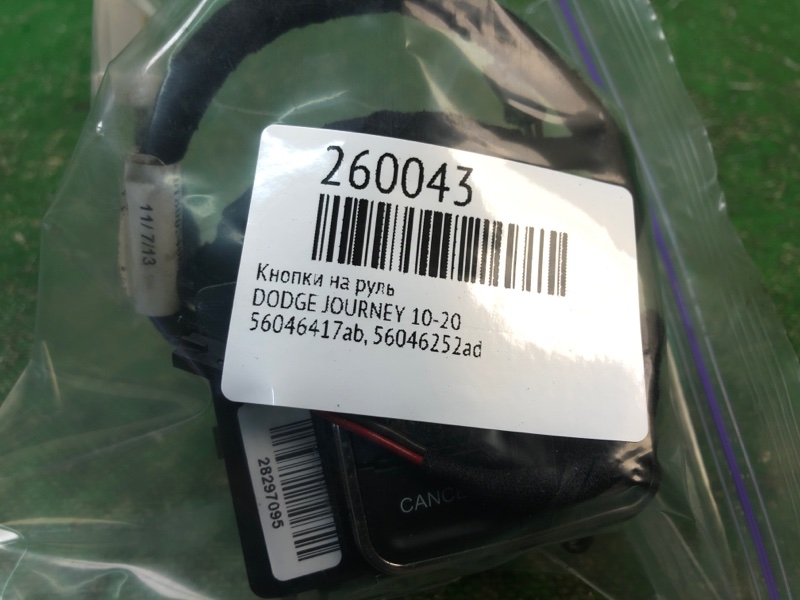 260043
Кнопки на руль
DODGE JOURNEY 10-20
56046417ab, 56046252ad
11/7/13
28297095
CANCE